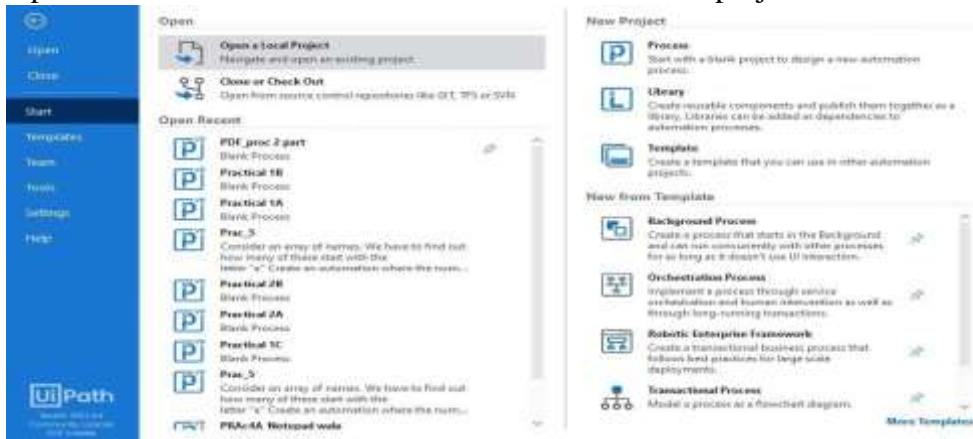 Open
Close
Start
Templates
Team
Tools
Settings
Help
UiPath
Open
Open a Local Project
Navigate and open an existing project.
Clone or Check Out
Open from source control repositories like GIT, TFS or SVN
Open Recent
PDF_proc 2 part
Blank Process
Practical 1B
Blank Process
Practical 1A
Blank Process
Prac_5
Consider an array of names. We have to find out
how many of these start with the
letter "a" Create an automation where the num...
Practical 2B
Blank Process
Practical 2A
Blank Process
Practical 1C
Blank Process
Prac_5
Consider an array of names. We have to find out
how many of these start with the
letter "a" Create an automation where the num...
PRAc4A Notepad wala
New Project
Process
Start with a blank project to design a new automation
process.
Library
Create reusable components and publish them together as a
library. Libraries can be added as dependencies to
automation processes.
Template
Create a template that you can use in other automation
projects.
New from Template
Background Process
Create a process that starts in the Background
and can run concurrently with other processes
for as long as it doesn't use UI interaction.
Orchestration Process
Implement a process through service
orchestration and human intervention as well as
through long-running transactions.
Robotic Enterprise Framework
Create a transactional business process that
follows best practices for large scale
deployments.
Transactional Process
Model a process as a flowchart diagram.
More Templates